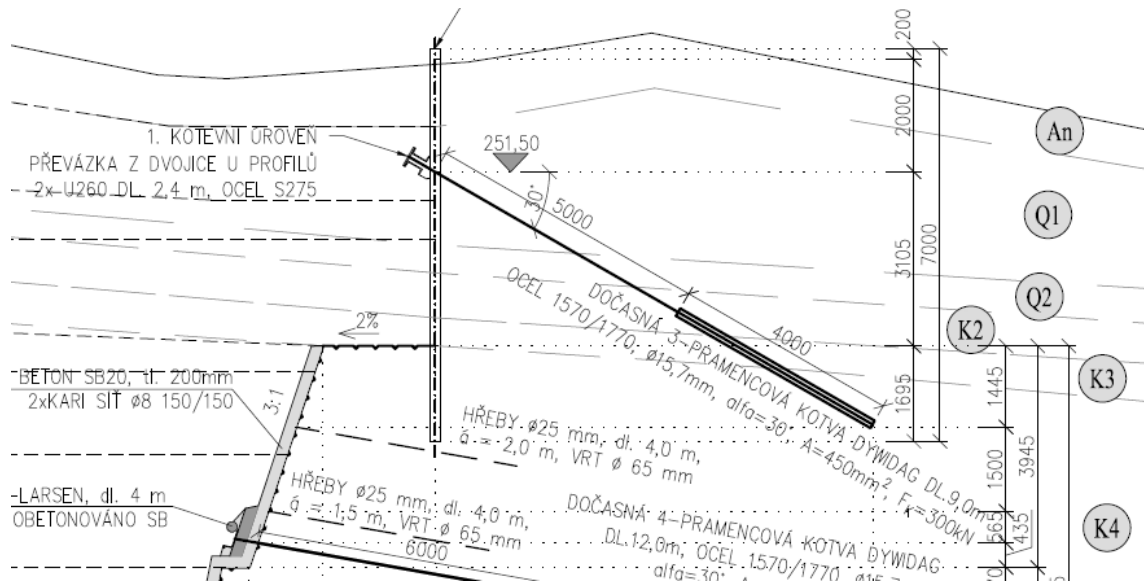 200
2000
3105
7000
1695
1. KOTEVNÍ ÚROVEŇ
PŘEVÁZKA Z DVOJICE U PROFILŮ
2x U260 DL. 2,4 m, OCEL S275
251,50
30°
5000
4000
DOČASNÁ 3-PRAMENCOVÁ KOTVA DYWIDAG DL.9,0m
OCEL 1570/1770, ø15,7mm, alfa=30°, A=450mm², Fk=300kN
An
Q1
Q2
K2
K3
K4
2%
BETON SB20, tl. 200mm
2xKARI SÍŤ ø8 150/150
3:1
HŘEBY ø25 mm, dl. 4,0 m,
á = 2,0 m, VRT ø 65 mm
HŘEBY ø25 mm, dl. 4,0 m,
á = 1,5 m, VRT ø 65 mm
-LARSEN, dl. 4 m
OBETONOVÁNO SB
6000
DOČASNÁ 4-PRAMENCOVÁ KOTVA DYWIDAG
DL.12,0m, OCEL 1570/1770, ø15,7
alfa=30°,
1445
1500
565
3945
435